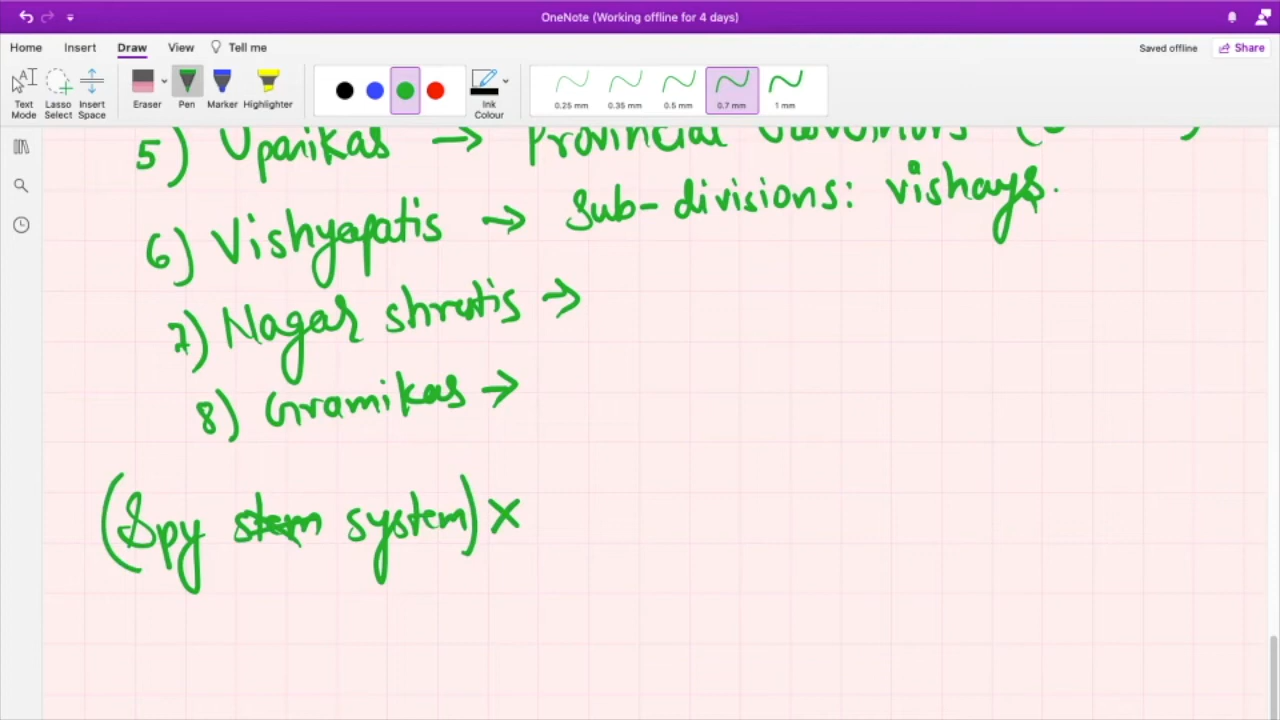 OneNote (Working offline for 4 days)
Home Insert Draw View Tell me
Saved offline Share
Text Mode
Lasso Select
Insert Space
Eraser Pen Marker Highlighter
Ink Colour
0.25 mm 0.35 mm 0.5 mm 0.7 mm 1 mm
5) Uparikas → Provincial Governors
6) Vishyapatis → Sub-divisions: vishays.
7) Nagar shretis →
8) Gramikas →
(Spy system) X